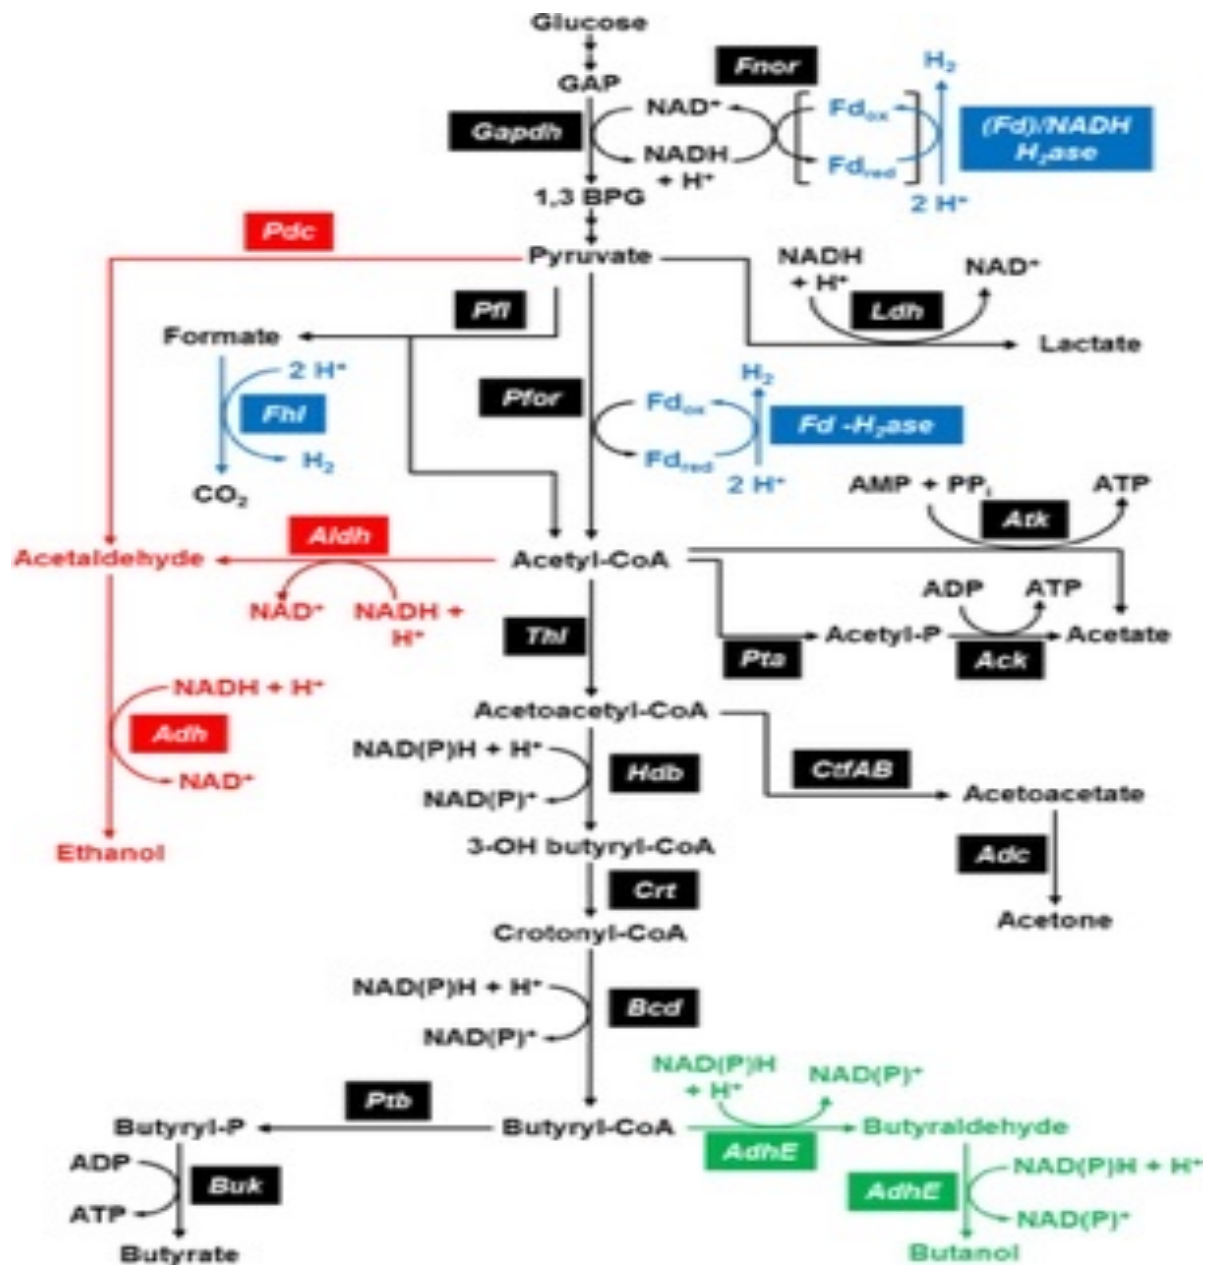 Glucose
GAP
Fnor
H₂
Gapdh
NAD⁺
Fdox
(Fd)/NADH
H₂ase
NADH
+ H⁺
Fdred
2 H⁺
1,3 BPG
Pdc
Pyruvate
NADH
+ H⁺
NAD⁺
Pfl
Ldh
Formate
Lactate
2 H⁺
Fhl
H₂
CO₂
Pfor
Fdox
Fdred
H₂
2 H⁺
Fd -H₂ase
AMP + PPi
ATP
Atk
Acetaldehyde
Aldh
Acetyl-CoA
NAD⁺
NADH +
H⁺
Thl
ADP
ATP
Acetyl-P
Acetate
Pta
Ack
NADH + H⁺
Adh
NAD⁺
Ethanol
Acetoacetyl-CoA
NAD(P)H + H⁺
Hdb
NAD(P)⁺
CtfAB
Acetoacetate
3-OH butyryl-CoA
Adc
Crt
Acetone
Crotonyl-CoA
NAD(P)H + H⁺
Bcd
NAD(P)⁺
NAD(P)H
+ H⁺
NAD(P)⁺
Ptb
Butyryl-P
Butyryl-CoA
Butyraldehyde
AdhE
ADP
Buk
ATP
Butyrate
AdhE
NAD(P)H + H⁺
NAD(P)⁺
Butanol